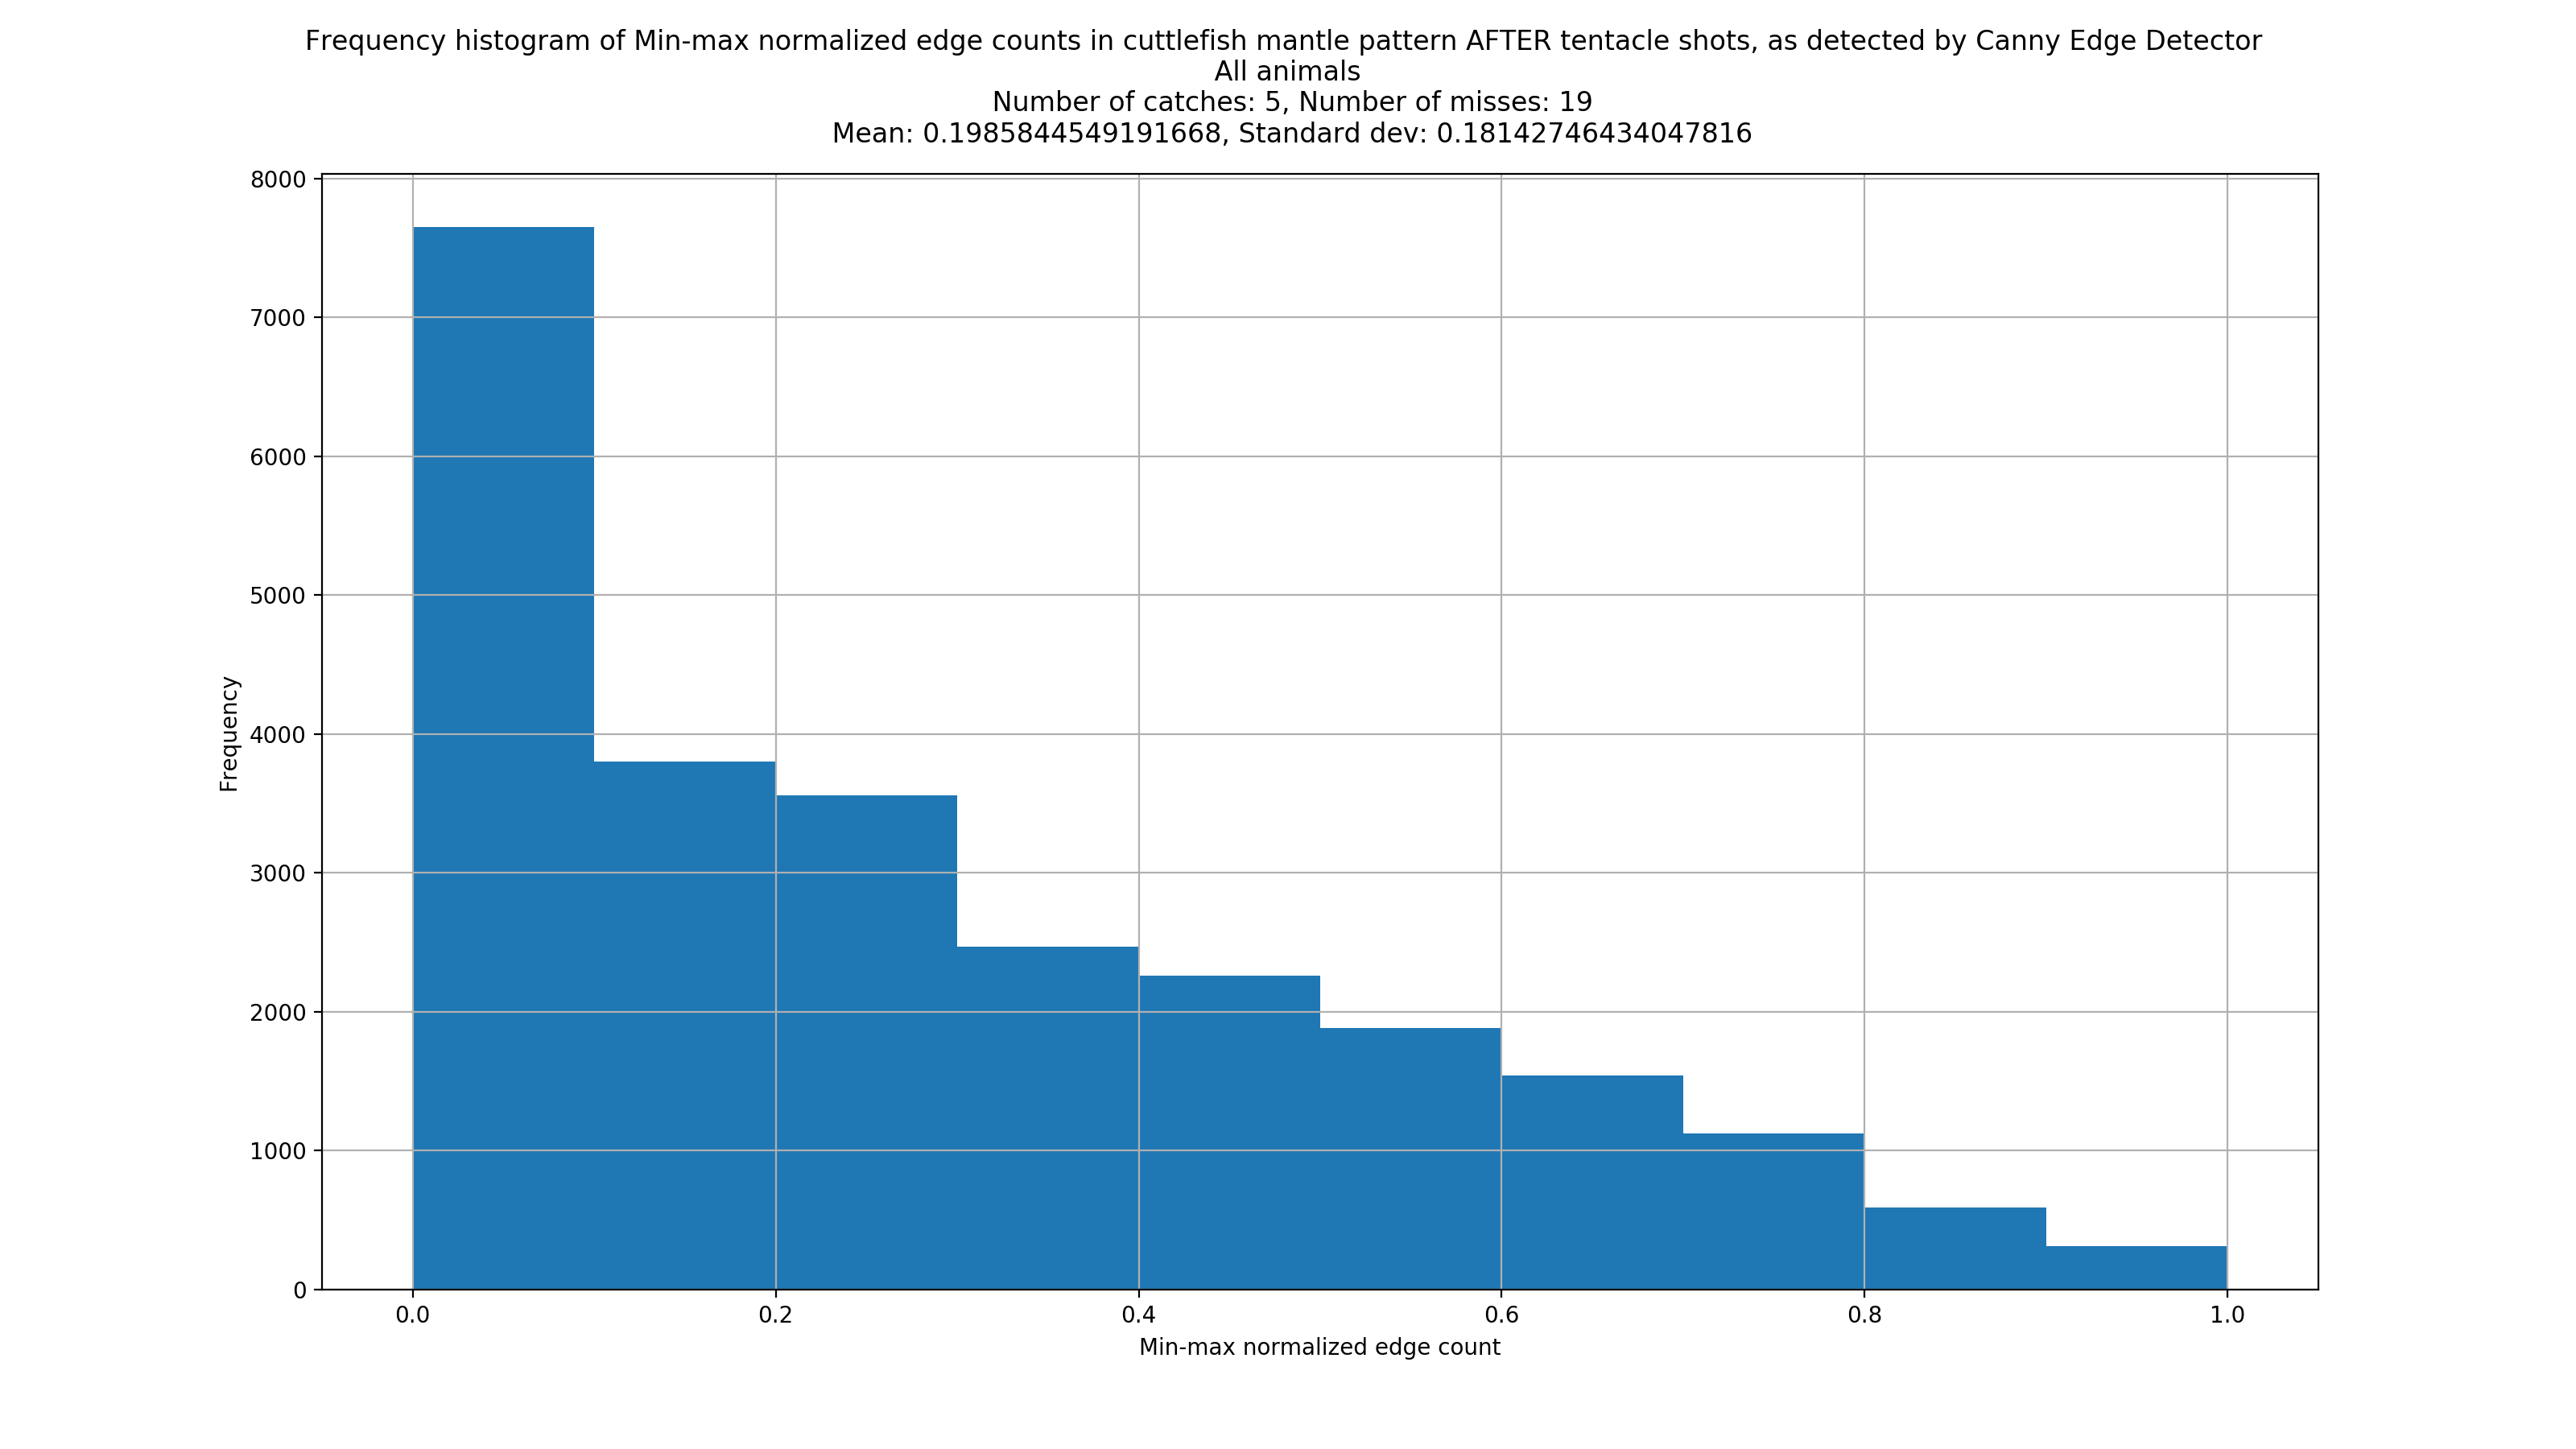 Frequency histogram of Min-max normalized edge counts in cuttlefish mantle pattern AFTER tentacle shots, as detected by Canny Edge Detector
All animals
Number of catches: 5, Number of misses: 19
Mean: 0.1985844549191668, Standard dev: 0.18142746434047816
8000
7000
6000
5000
4000
3000
2000
1000
0
Frequency
0.0 0.2 0.4 0.6 0.8 1.0
Min-max normalized edge count